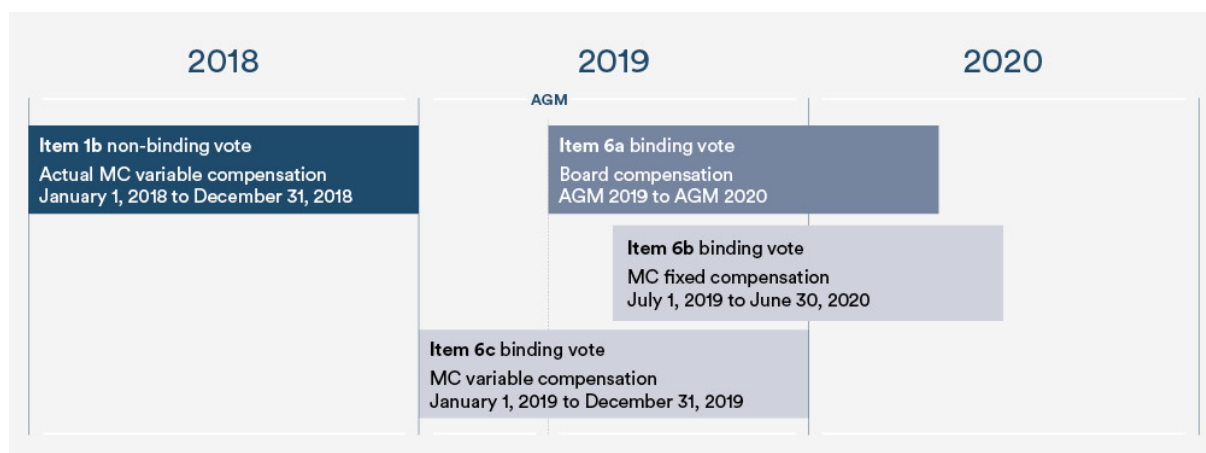 2018
2019
2020
AGM
Item 1b non-binding vote
Actual MC variable compensation
January 1, 2018 to December 31, 2018
Item 6a binding vote
Board compensation
AGM 2019 to AGM 2020
Item 6b binding vote
MC fixed compensation
July 1, 2019 to June 30, 2020
Item 6c binding vote
MC variable compensation
January 1, 2019 to December 31, 2019